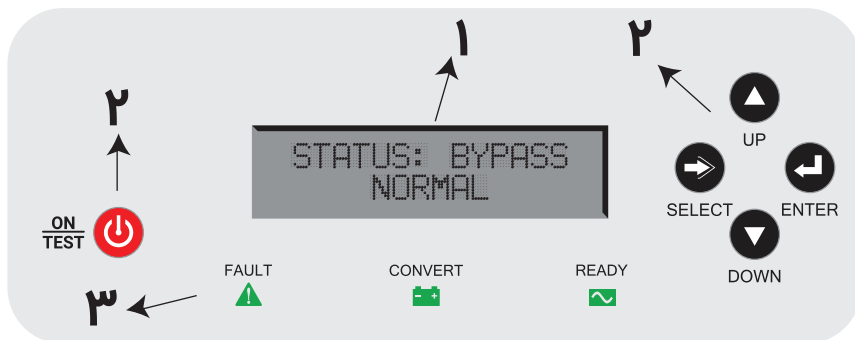 ۱
۲
۲
STATUS: BYPASS
NORMAL
UP
SELECT
ENTER
ON
TEST
DOWN
FAULT
CONVERT
READY
۳